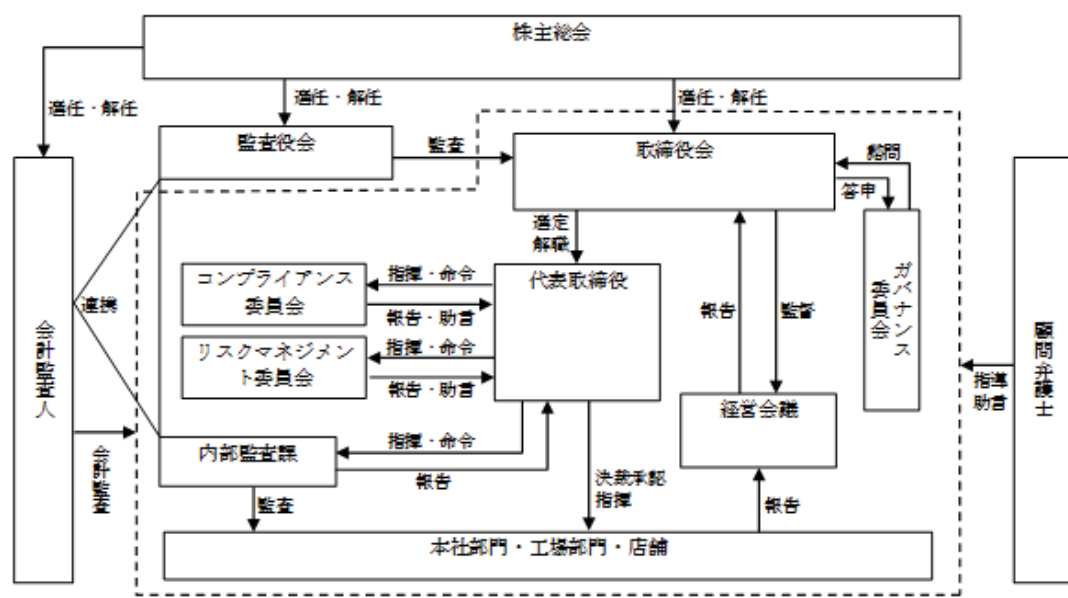 株主総会
選任・解任
選任・解任
選任・解任
監査役会
監査
取締役会
諮問
答申
選定
解職
ガバナンス
委員会
コンプライアンス
委員会
指揮・命令
報告・助言
代表取締役
リスクマネジメン
ト委員会
指揮・命令
報告・助言
報告
監督
連携
会計監査人
顧問弁護士
指導
助言
経営会議
内部監査課
指揮・命令
報告
会計監査
監査
決裁承認
指揮
報告
本社部門・工場部門・店舗